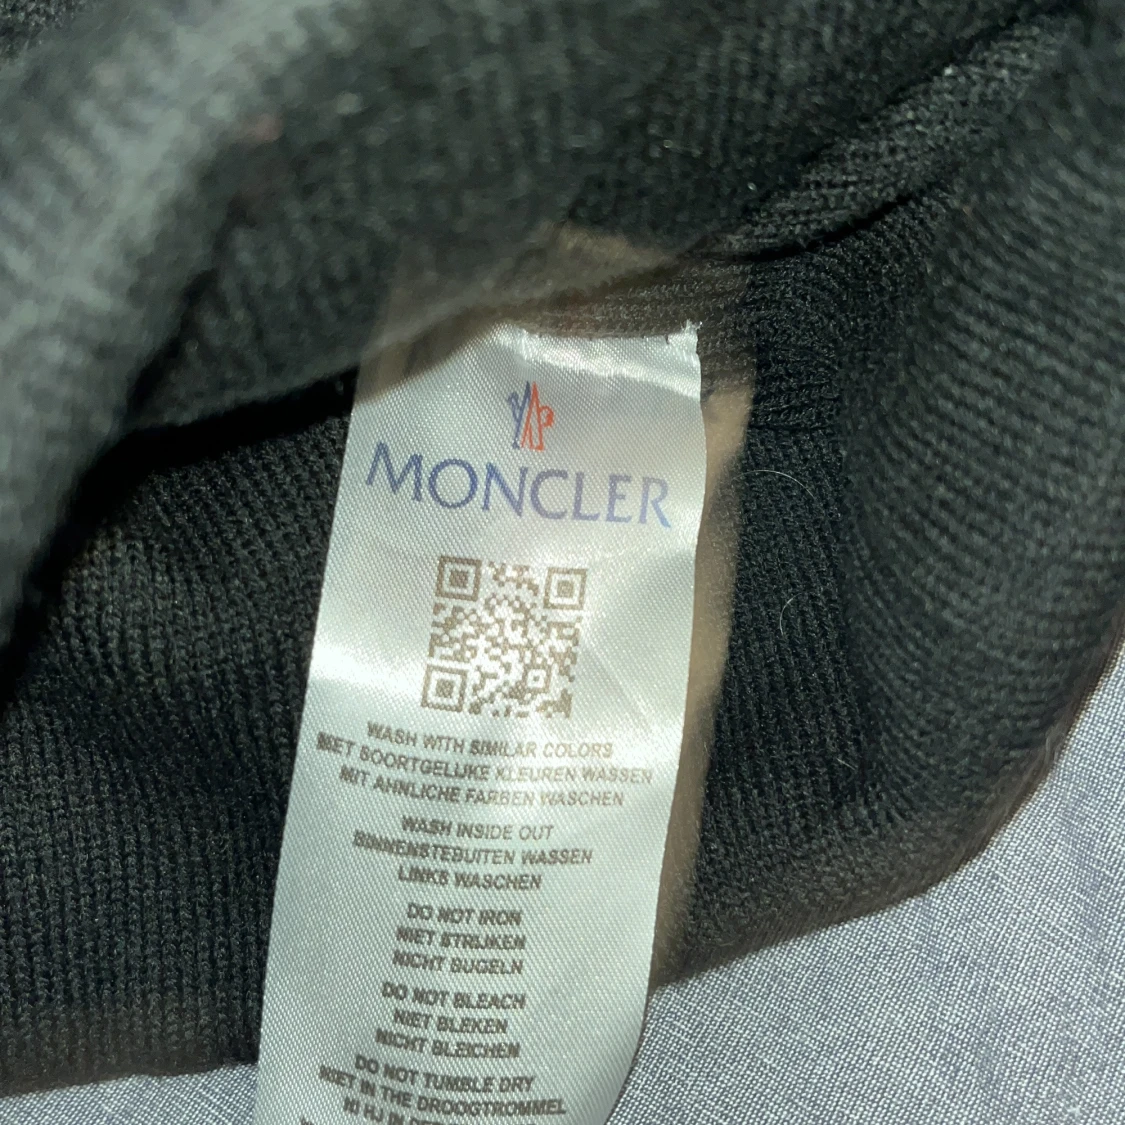 MONCLER
WASH WITH SIMILAR COLORS
MET SOORTGELIJKE KLEUREN WASSEN
MIT AHNLICHE FARBEN WASCHEN
WASH INSIDE OUT
BINNENSTEBUITEN WASSEN
LINKS WASCHEN
DO NOT IRON
NIET STRIJKEN
NICHT BUGELN
DO NOT BLEACH
NIET BLEKEN
NICHT BLEICHEN
DO NOT TUMBLE DRY
NIET IN THE DROOGTROMMEL